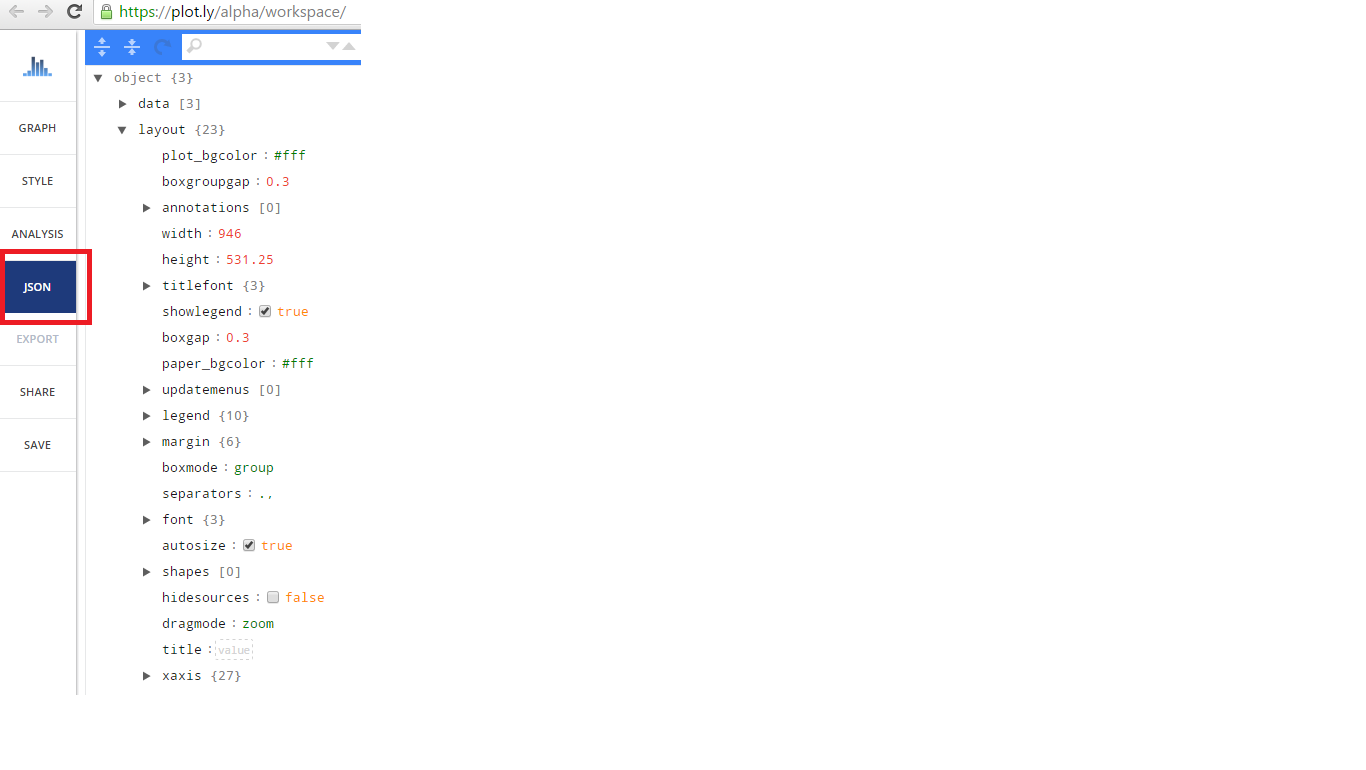 https://plot.ly/alpha/workspace/
GRAPH
STYLE
ANALYSIS
JSON
EXPORT
SHARE
SAVE
object {3}
data [3]
layout {23}
plot_bgcolor : #fff
boxgroupgap : 0.3
annotations [0]
width : 946
height : 531.25
titlefont {3}
showlegend : true
boxgap : 0.3
paper_bgcolor : #fff
updatemenus [0]
legend {10}
margin {6}
boxmode : group
separators : .,
font {3}
autosize : true
shapes [0]
hidesources : false
dragmode : zoom
title : value
xaxis {27}